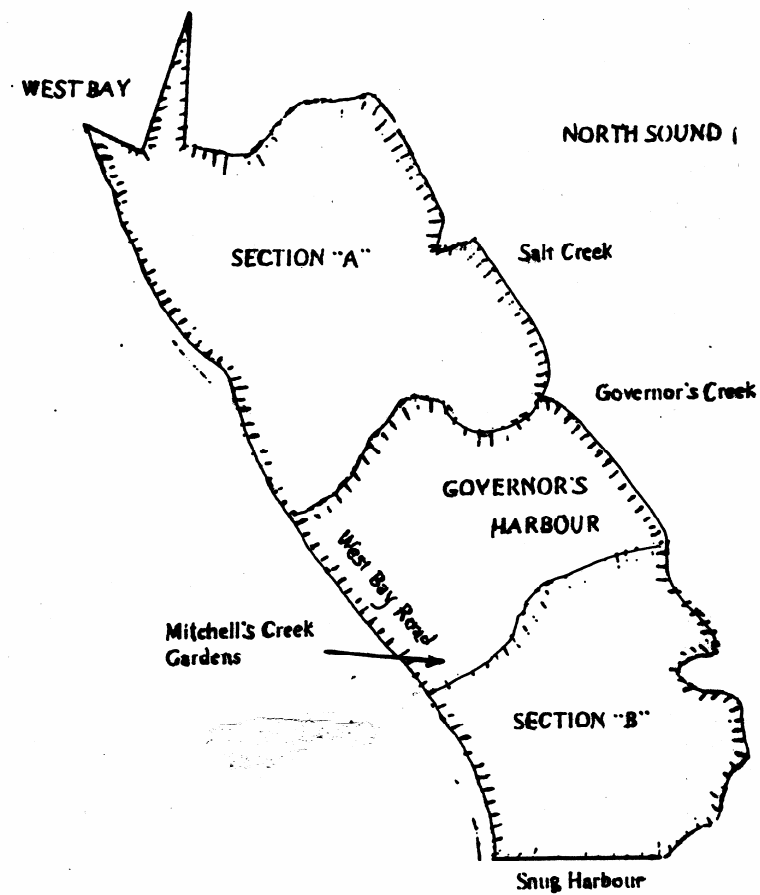 WEST BAY
NORTH SOUND
SECTION "A"
Salt Creek
Governor's Creek
GOVERNOR'S
HARBOUR
West Bay Road
Mitchell's Creek
Gardens
SECTION "B"
Snug Harbour